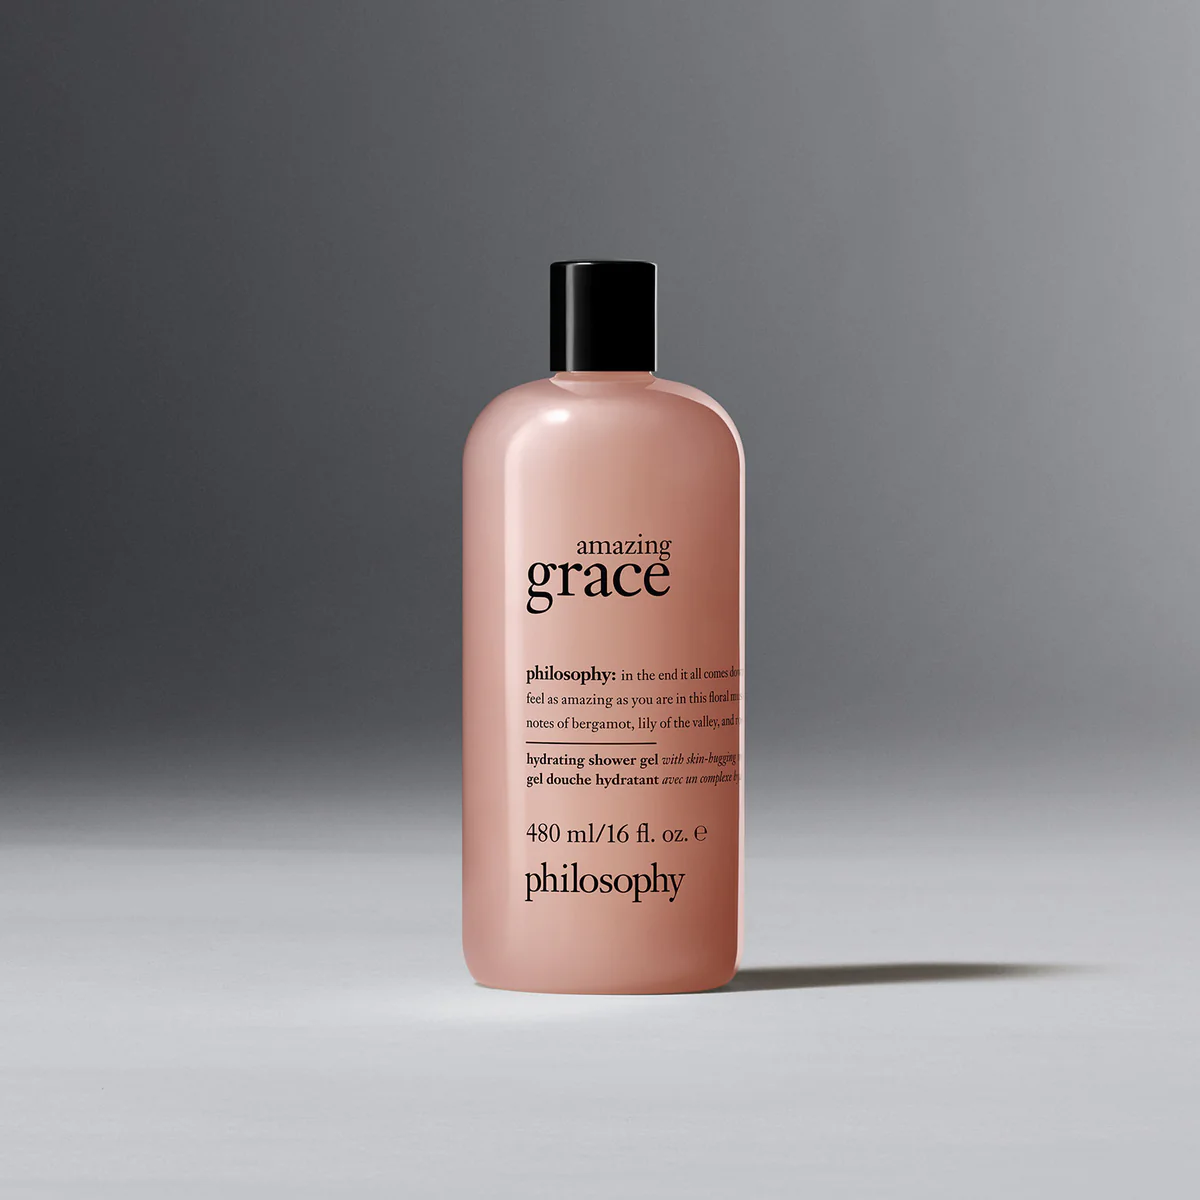 amazing
grace
philosophy: in the end it all comes
feel as amazing as you are in this floral
notes of bergamot, lily of the valley, and
hydrating shower gel with skin-hugging
gel douche hydratant avec un complexe
480 ml/16 fl. oz. ℮
philosophy